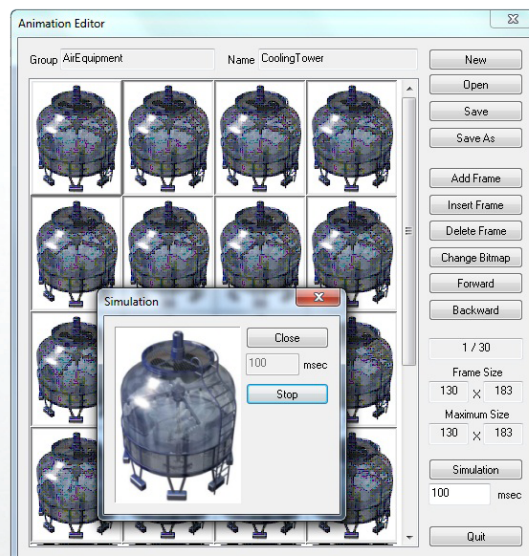 Animation Editor
Group AirEquipment Name CoolingTower
New
Open
Save
Save As
Add Frame
Insert Frame
Delete Frame
Change Bitmap
Forward
Backward
1 / 30
Frame Size
130 X 183
Maximum Size
130 X 183
Simulation
100 msec
Quit
Simulation
Close
100 msec
Stop